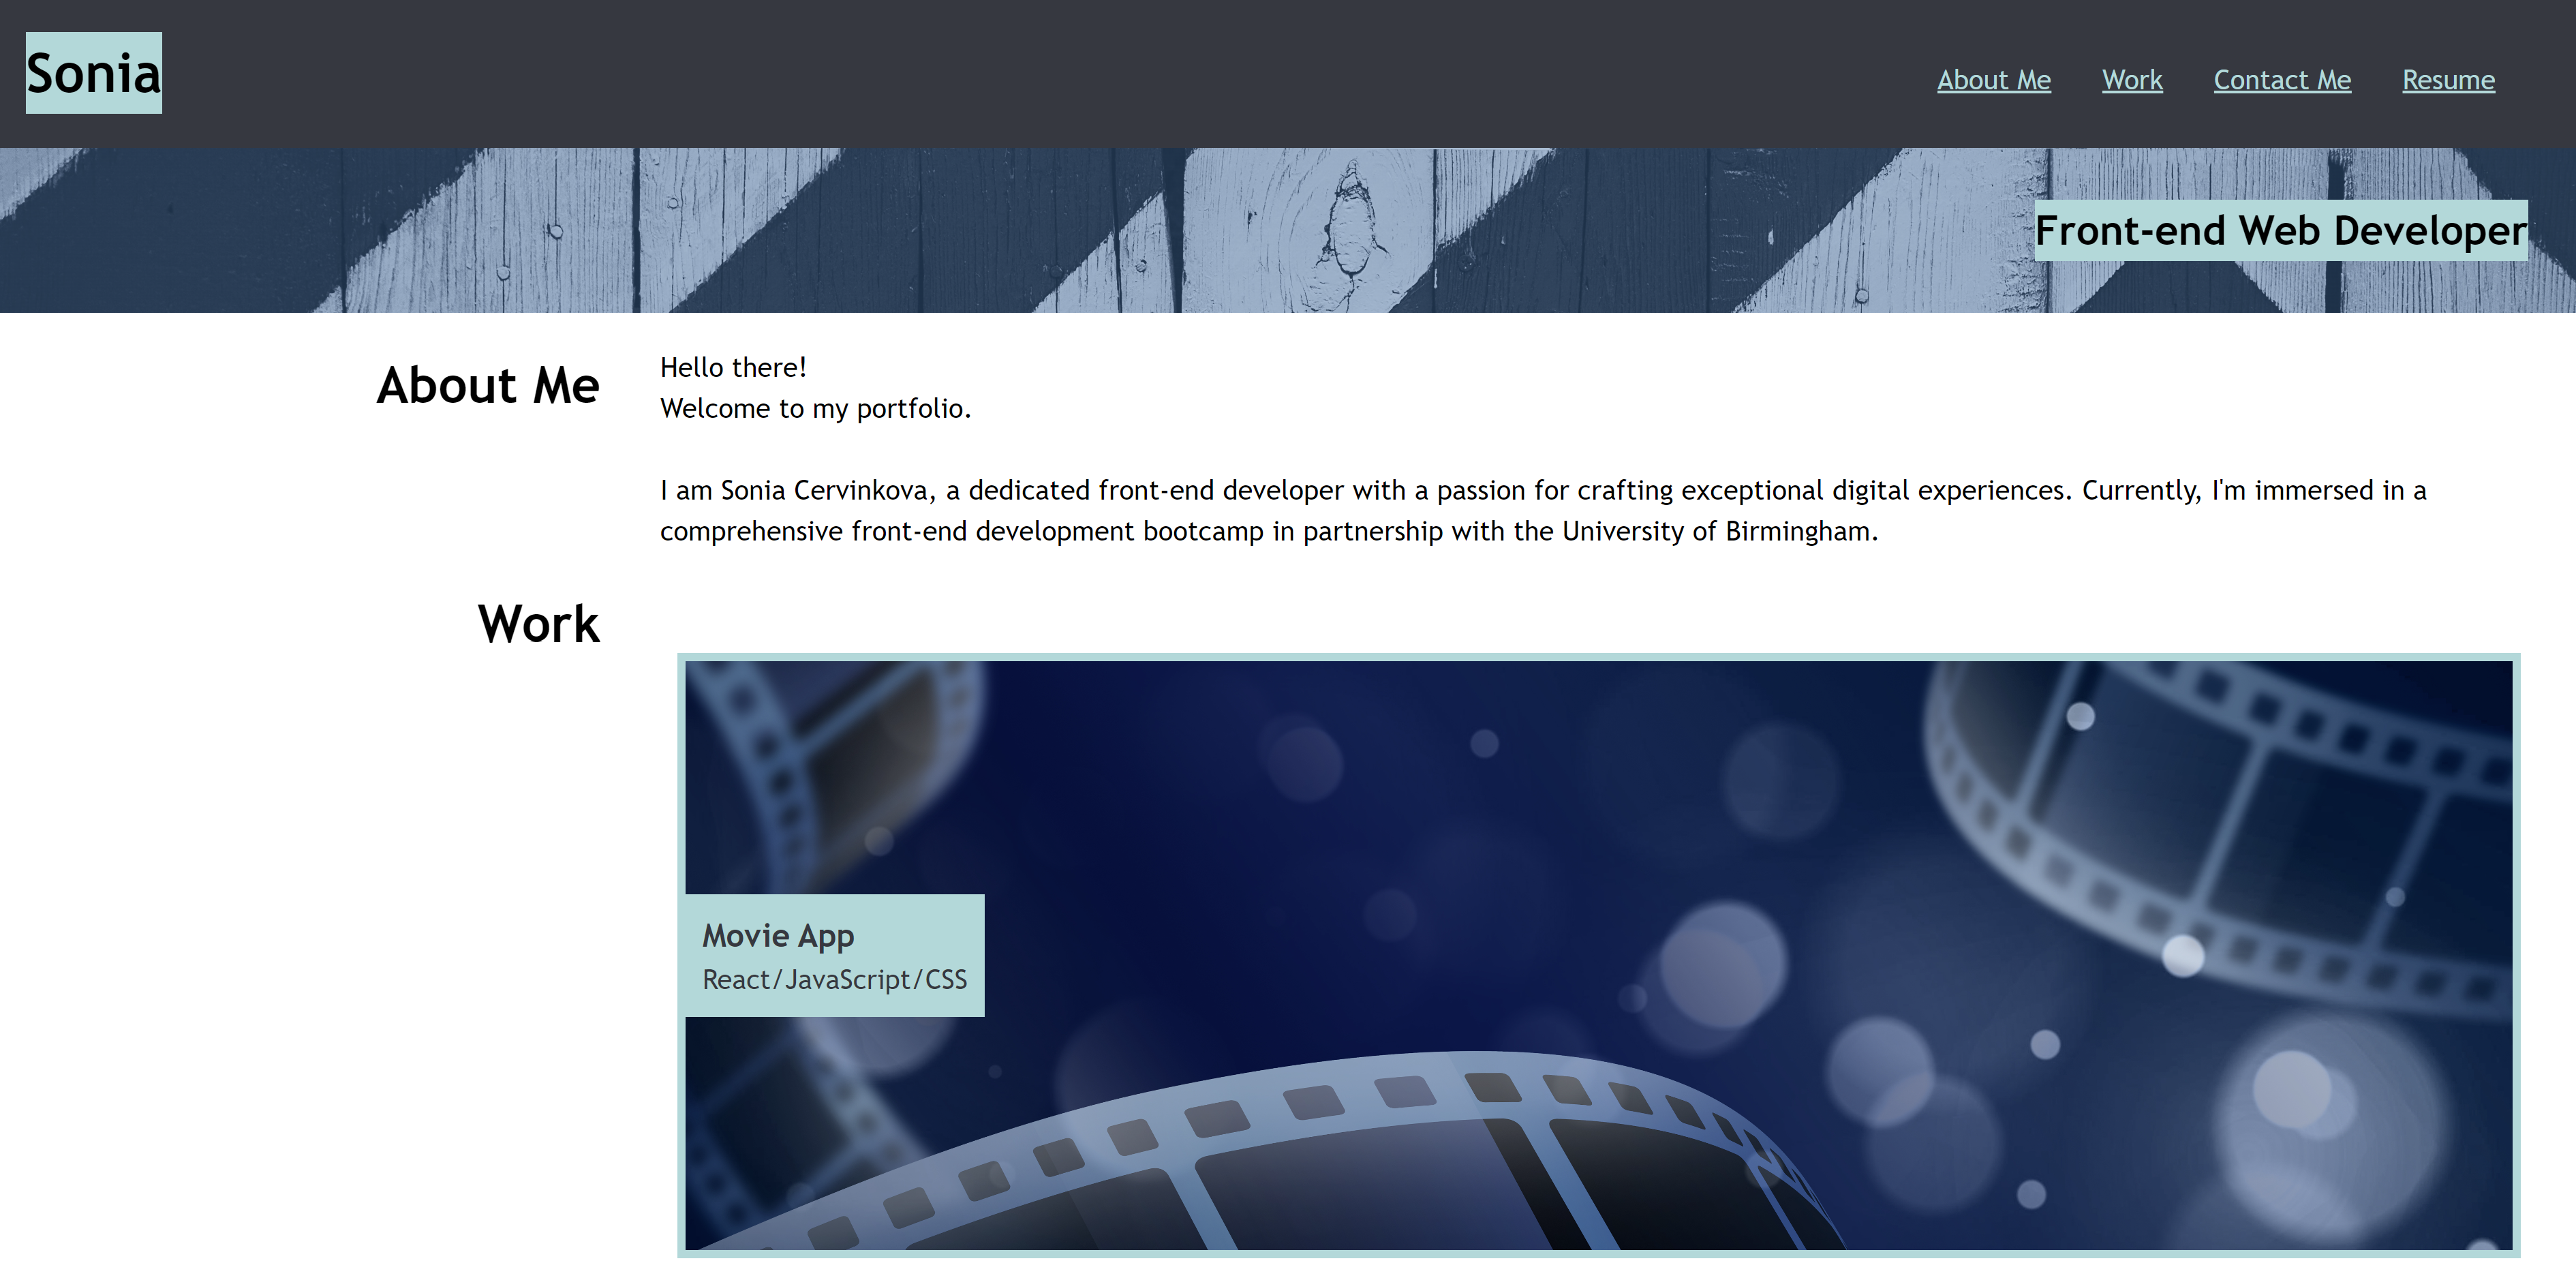 Sonia
About Me Work Contact Me Resume
Front-end Web Developer
About Me
Hello there!
Welcome to my portfolio.
I am Sonia Cervinkova, a dedicated front-end developer with a passion for crafting exceptional digital experiences. Currently, I'm immersed in a
comprehensive front-end development bootcamp in partnership with the University of Birmingham.
Work
Movie App
React/JavaScript/CSS